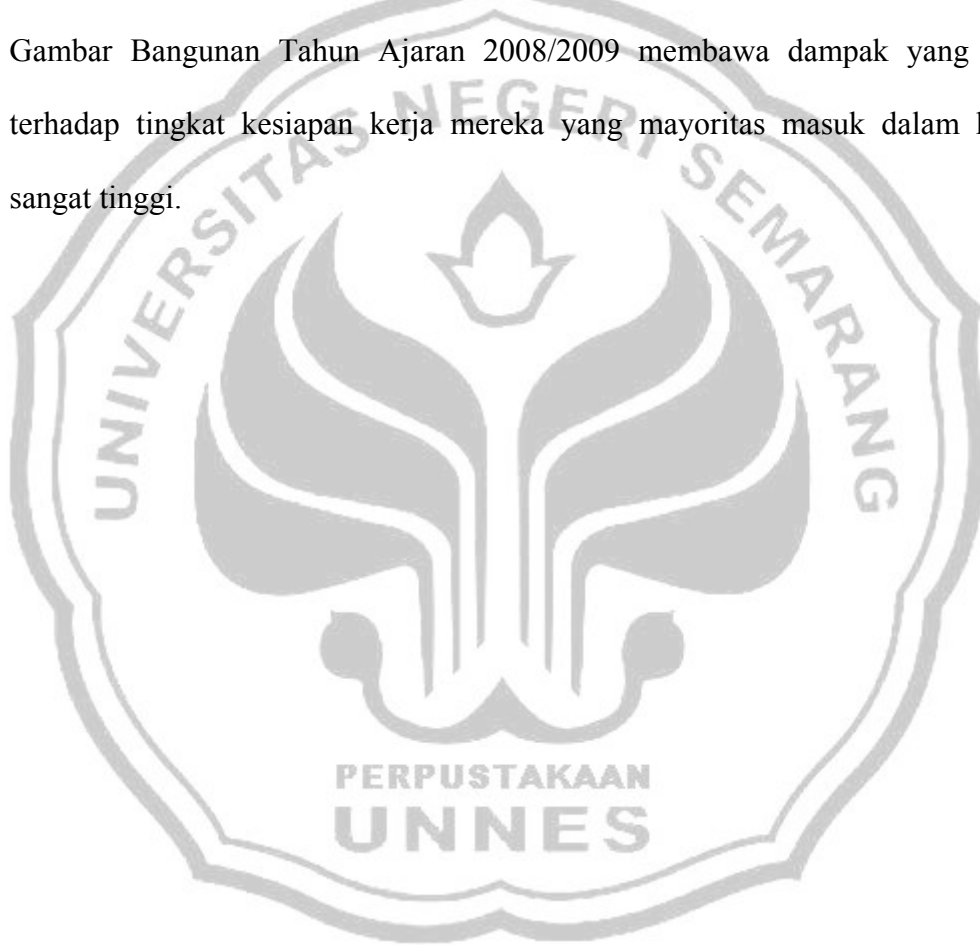 Gambar Bangunan Tahun Ajaran 2008/2009 membawa dampak yang
terhadap tingkat kesiapan kerja mereka yang mayoritas masuk dalam
sangat tinggi.
UNIVERSITAS NEGERI SEMARANG
PERPUSTAKAAN
UNNES